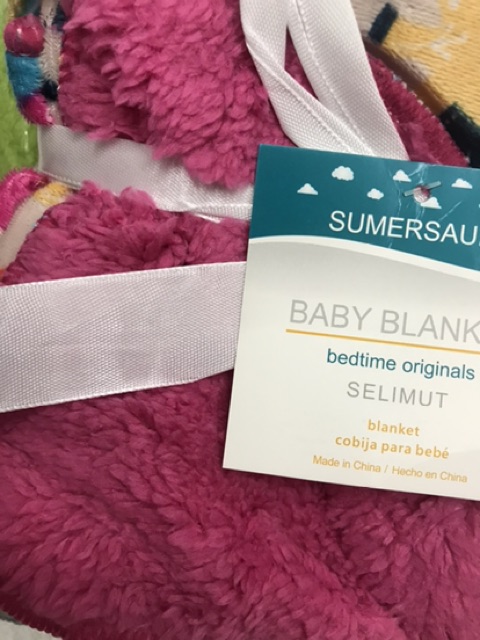 SUMERSAU
BABY BLANK
bedtime originals
SELIMUT
blanket
cobija para bebé
Made in China / Hecho en China